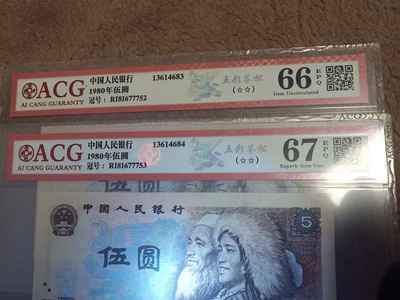 ACG
AI CANG GUARANTY
中国人民银行 13614683
1980年伍圆
冠号：RI81677752
五彩苍松
(☆☆)
66 EPQ
Gem Uncirculated
ACG
AI CANG GUARANTY
中国人民银行 13614684
1980年伍圆
冠号：RI81677753
五彩苍松
(☆☆)
67 EPQ
Superb Gem Unc
中国人民银行
5
伍圆